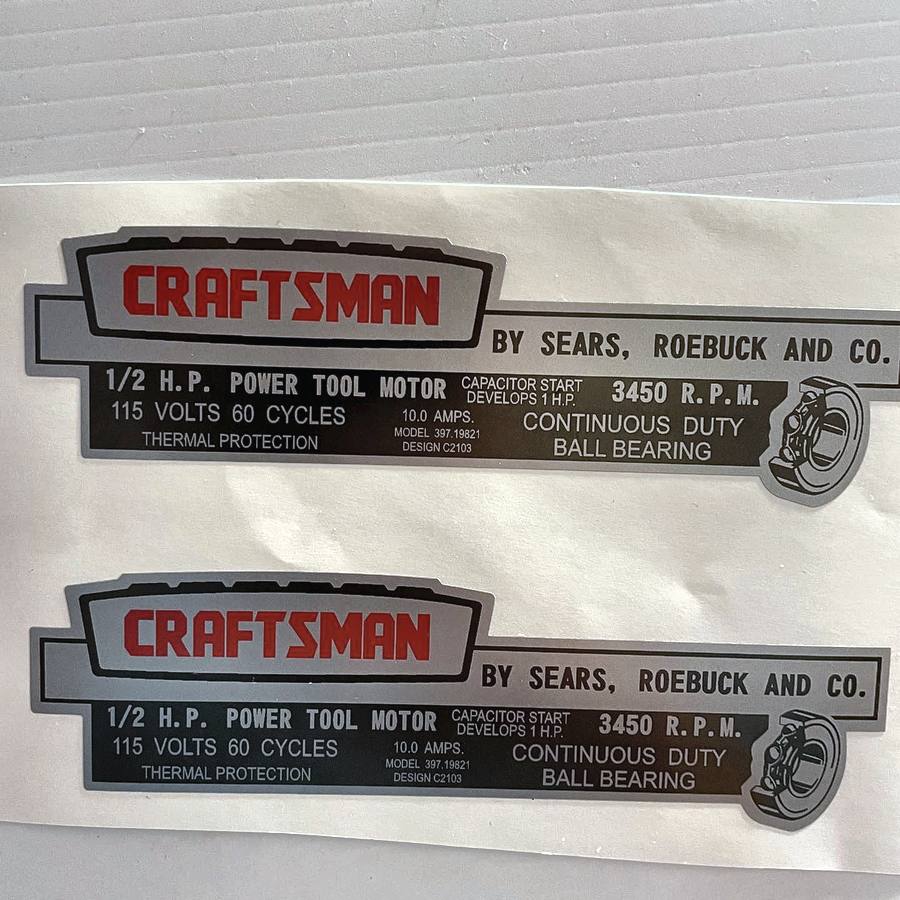 CRAFTSMAN
BY SEARS, ROEBUCK AND CO.
1/2 H.P. POWER TOOL MOTOR CAPACITOR START DEVELOPS 1 H.P. 3450 R.P.M.
115 VOLTS 60 CYCLES 10.0 AMPS. CONTINUOUS DUTY
THERMAL PROTECTION MODEL 397.19821 BALL BEARING
DESIGN C2103
CRAFTSMAN
BY SEARS, ROEBUCK AND CO.
1/2 H.P. POWER TOOL MOTOR CAPACITOR START DEVELOPS 1 H.P. 3450 R.P.M.
115 VOLTS 60 CYCLES 10.0 AMPS. CONTINUOUS DUTY
THERMAL PROTECTION MODEL 397.19821 BALL BEARING
DESIGN C2103